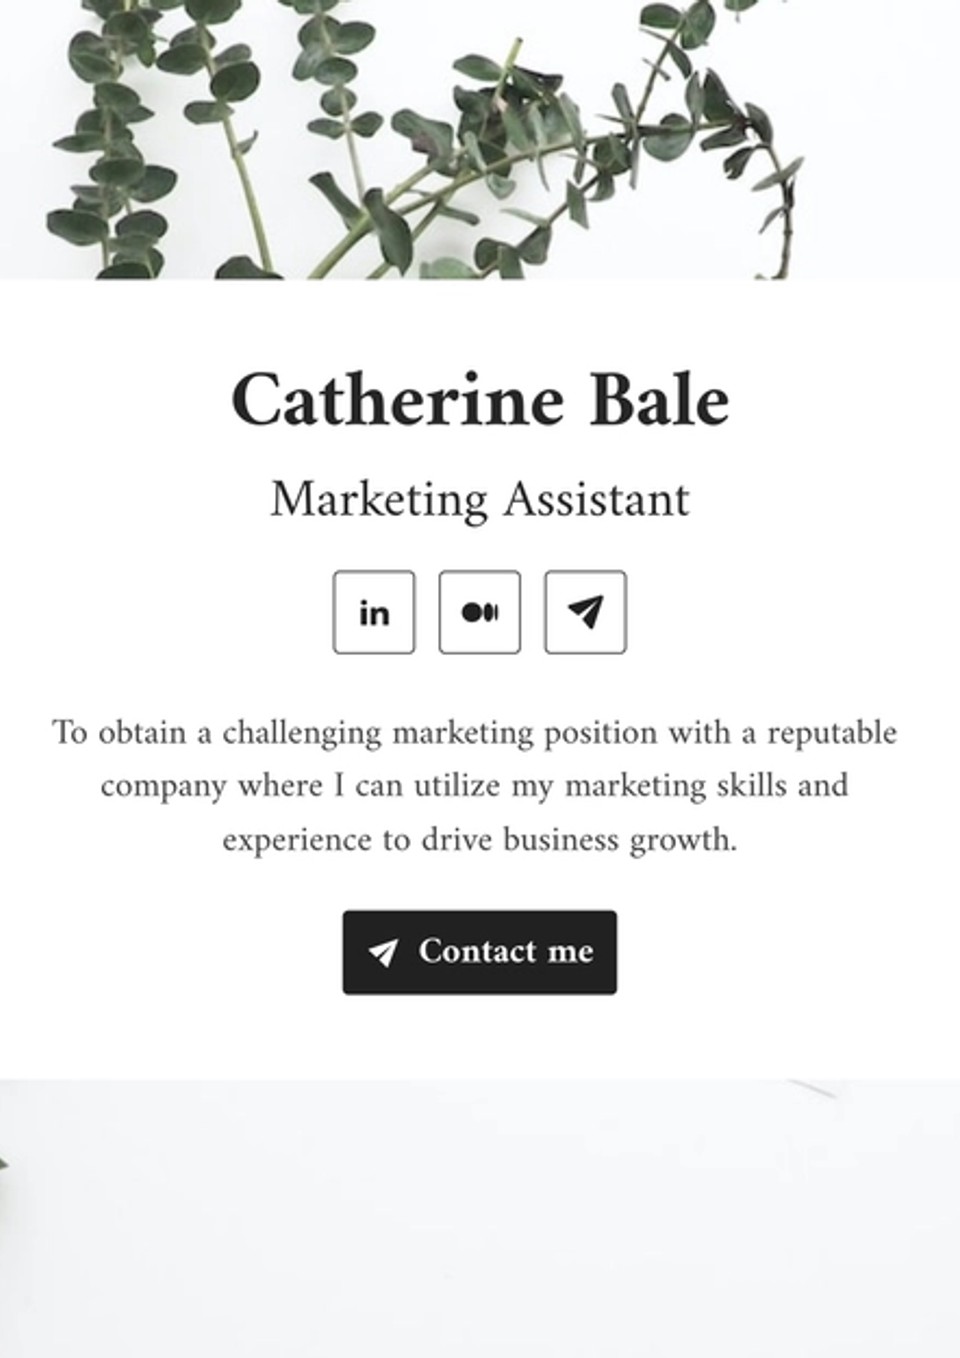 Catherine Bale
Marketing Assistant
in
To obtain a challenging marketing position with a reputable
company where I can utilize my marketing skills and
experience to drive business growth.
Contact me